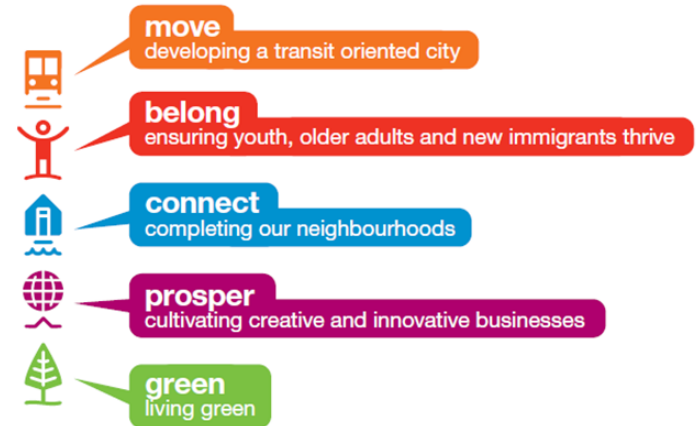 move
developing a transit oriented city
belong
ensuring youth, older adults and new immigrants thrive
connect
completing our neighbourhoods
prosper
cultivating creative and innovative businesses
green
living green